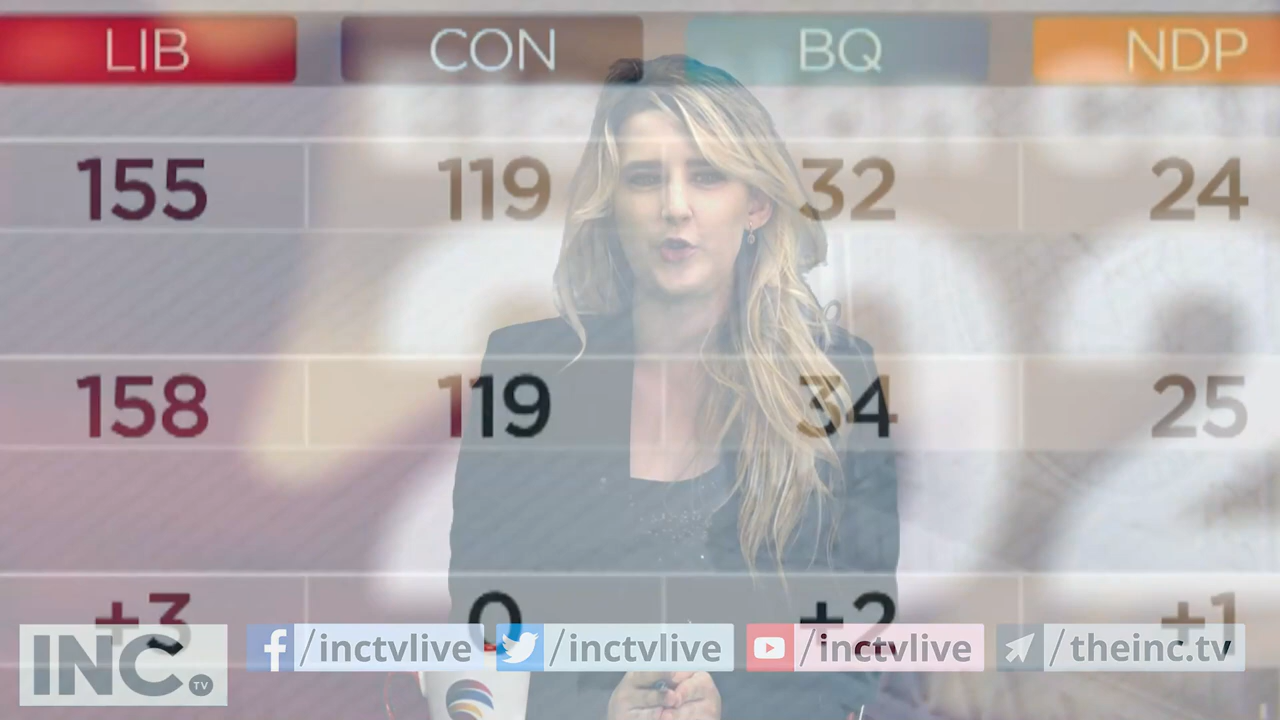 LIB CON BQ NDP
155 119 32 24
158 119 34 25
+3 0 +2 +1
INC. TV /inctvlive /inctvlive /inctvlive /theinc.tv